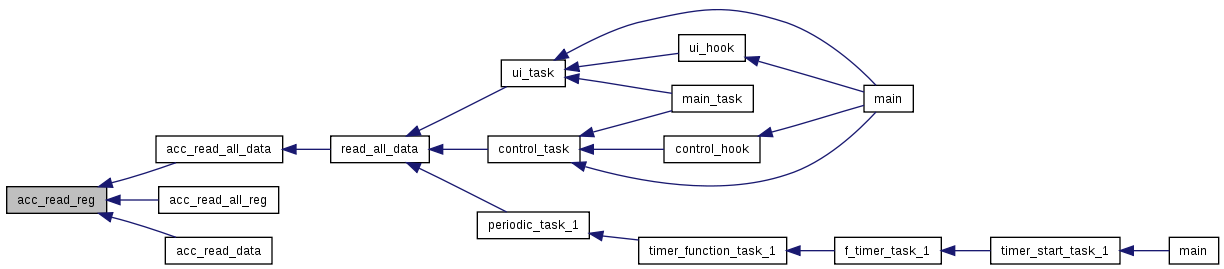 ui_hook
ui_task
main_task
main
acc_read_all_data
read_all_data
control_task
control_hook
acc_read_reg
acc_read_all_reg
periodic_task_1
acc_read_data
timer_function_task_1
f_timer_task_1
timer_start_task_1
main